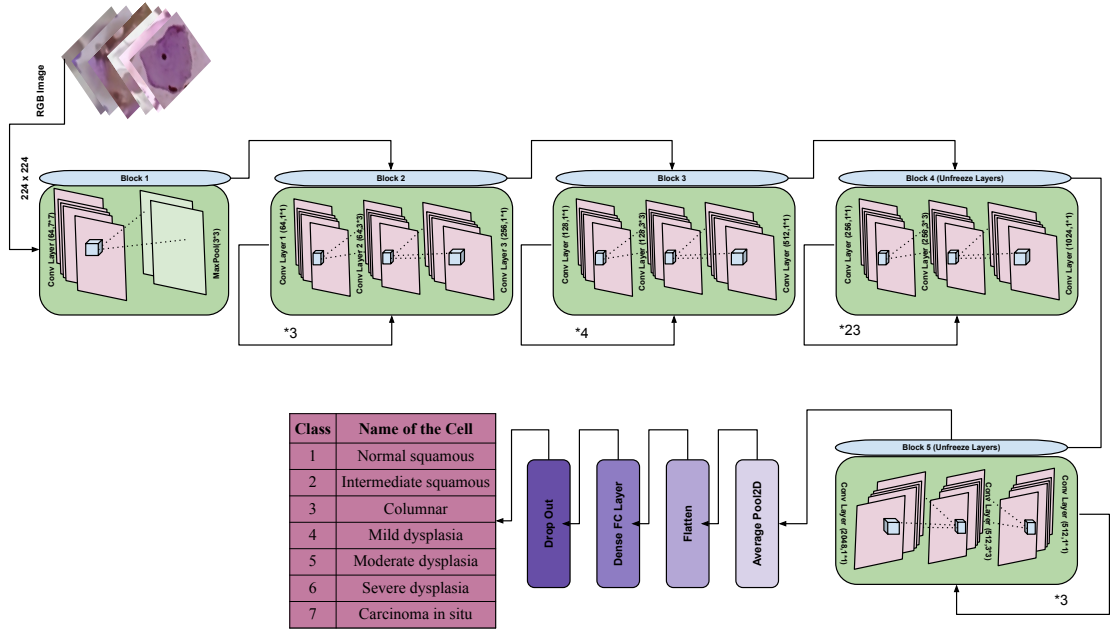 RGB Image
224 x 224
Block 1
Conv Layer (64,7*7)
MaxPool(3*3)
Block 2
Conv Layer 1 (64,1*1)
Conv Layer 2 (64,3*3)
Conv Layer 3 (256,1*1)
*3
Block 3
Conv Layer (128,1*1)
Conv Layer (128,3*3)
Conv Layer (512,1*1)
*4
Block 4 (Unfreeze Layers)
Conv Layer (256,1*1)
Conv Layer (256,3*3)
Conv Layer (1024,1*1)
*23
Block 5 (Unfreeze Layers)
Conv Layer (2048,1*1)
Conv Layer (512,3*3)
Conv Layer (512,1*1)
*3
Average Pool2D
Flatten
Dense FC Layer
Drop Out
Class Name of the Cell
1 Normal squamous
2 Intermediate squamous
3 Columnar
4 Mild dysplasia
5 Moderate dysplasia
6 Severe dysplasia
7 Carcinoma in situ